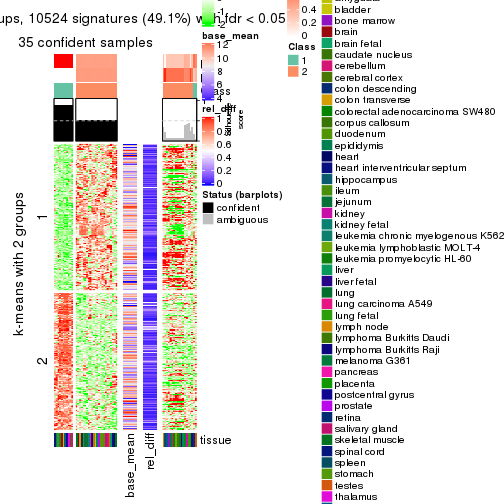 ups, 10524 signatures (49.1%) with fdr < 0.05
35 confident samples
base_mean
12
10
8
6
4
rel_diff
1
0.8
0.6
0.4
0.2
0
Status (barplots)
confident
ambiguous
score
0.4
0.2
0
Class
1
2
k-means with 2 groups
1
2
base_mean
rel_diff
tissue
bladder
bone marrow
brain
brain fetal
caudate nucleus
cerebellum
cerebral cortex
colon descending
colon transverse
colorectal adenocarcinoma SW480
corpus callosum
duodenum
epididymis
heart
heart interventricular septum
hippocampus
ileum
jejunum
kidney
kidney fetal
leukemia chronic myelogenous K562
leukemia lymphoblastic MOLT-4
leukemia promyelocytic HL-60
liver
liver fetal
lung
lung carcinoma A549
lung fetal
lymph node
lymphoma Burkitts Daudi
lymphoma Burkitts Raji
melanoma G361
pancreas
placenta
postcentral gyrus
prostate
retina
salivary gland
skeletal muscle
spinal cord
spleen
stomach
testes
thalamus